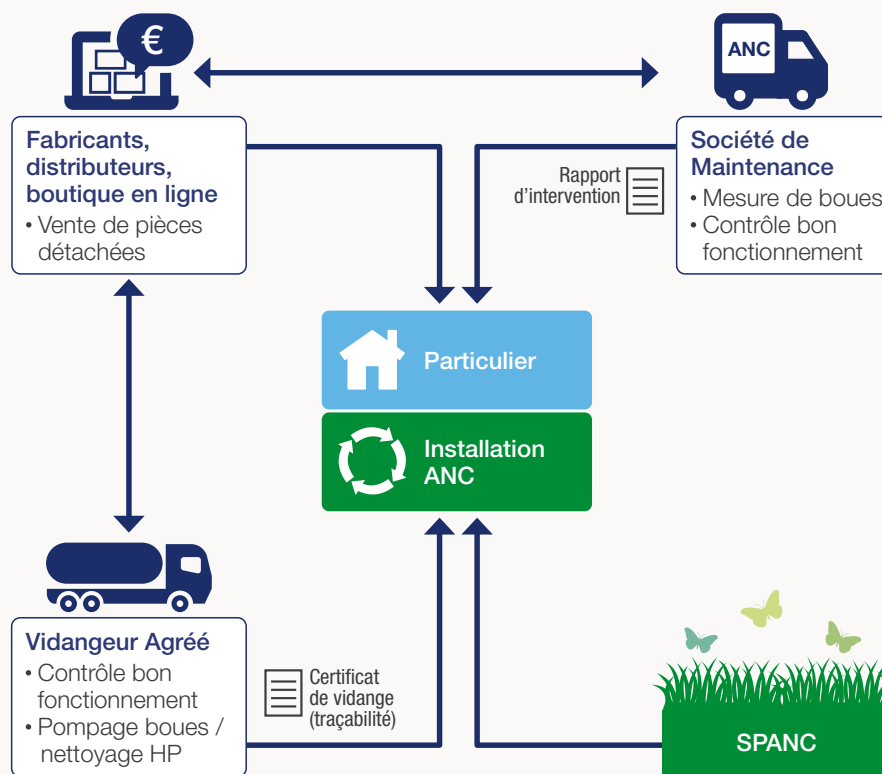 €
ANC
Fabricants,
distributeurs,
boutique en ligne
• Vente de pièces
détachées
Société de
Maintenance
• Mesure de boues
• Contrôle bon
fonctionnement
Rapport
d'intervention
Particulier
Installation
ANC
Vidangeur Agréé
• Contrôle bon
fonctionnement
• Pompage boues /
nettoyage HP
Certificat
de vidange
(traçabilité)
SPANC